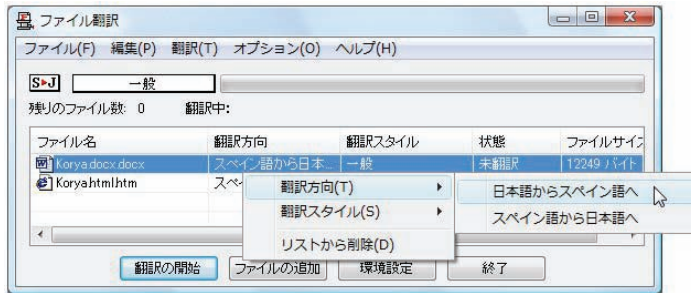 ファイル翻訳
ファイル(F) 編集(P) 翻訳(T) オプション(O) ヘルプ(H)
S▸J 一般
残りのファイル数: 0 翻訳中:
ファイル名 翻訳方向 翻訳スタイル 状態 ファイルサイズ
Korya.docx.docx スペイン語から日本... 一般 未翻訳 12249 バイト
Korya.html.htm スペ
翻訳方向(T)
日本語からスペイン語へ
翻訳スタイル(S)
スペイン語から日本語へ
リストから削除(D)
翻訳の開始 ファイルの追加 環境設定 終了